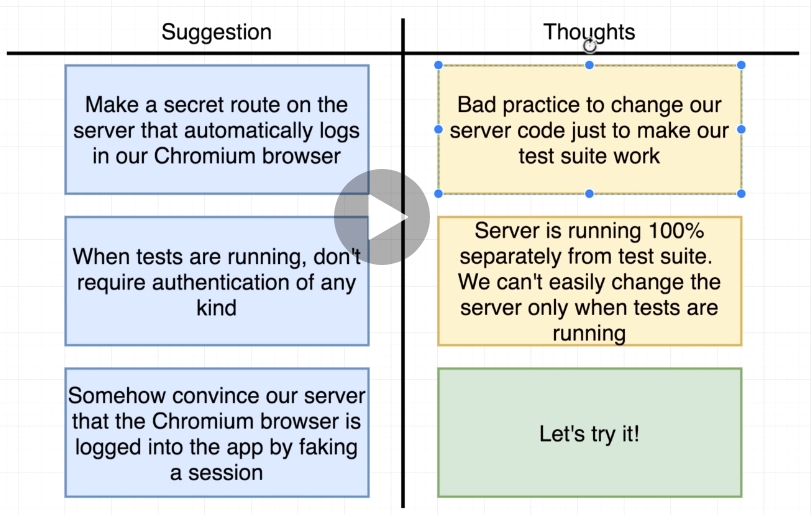 Suggestion
Thoughts
Make a secret route on the
server that automatically logs
in our Chromium browser
Bad practice to change our
server code just to make our
test suite work
When tests are running, don't
require authentication of any
kind
Server is running 100%
separately from test suite.
We can't easily change the
server only when tests are
running
Somehow convince our server
that the Chromium browser is
logged into the app by faking
a session
Let's try it!